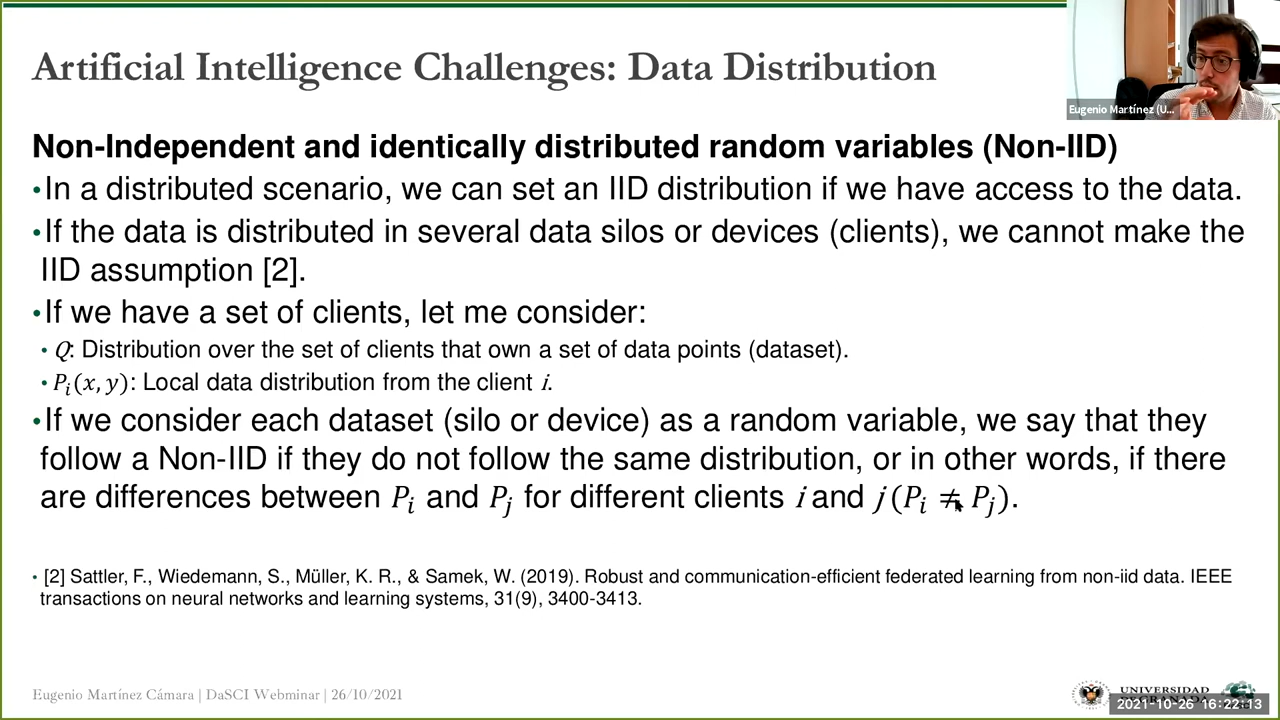 Artificial Intelligence Challenges: Data Distribution
Eugenio Martínez (U...
Non-Independent and identically distributed random variables (Non-IID)
•In a distributed scenario, we can set an IID distribution if we have access to the data.
•If the data is distributed in several data silos or devices (clients), we cannot make the
IID assumption [2].
•If we have a set of clients, let me consider:
• Q: Distribution over the set of clients that own a set of data points (dataset).
• Pᵢ(x, y): Local data distribution from the client i.
•If we consider each dataset (silo or device) as a random variable, we say that they
follow a Non-IID if they do not follow the same distribution, or in other words, if there
are differences between Pᵢ and Pⱼ for different clients i and j (Pᵢ ≠ Pⱼ).
• [2] Sattler, F., Wiedemann, S., Müller, K. R., & Samek, W. (2019). Robust and communication-efficient federated learning from non-iid data. IEEE
transactions on neural networks and learning systems, 31(9), 3400-3413.
Eugenio Martínez Cámara | DaSCI Webminar | 26/10/2021
UNIVERSIDAD
2021-10-26 16:22:13